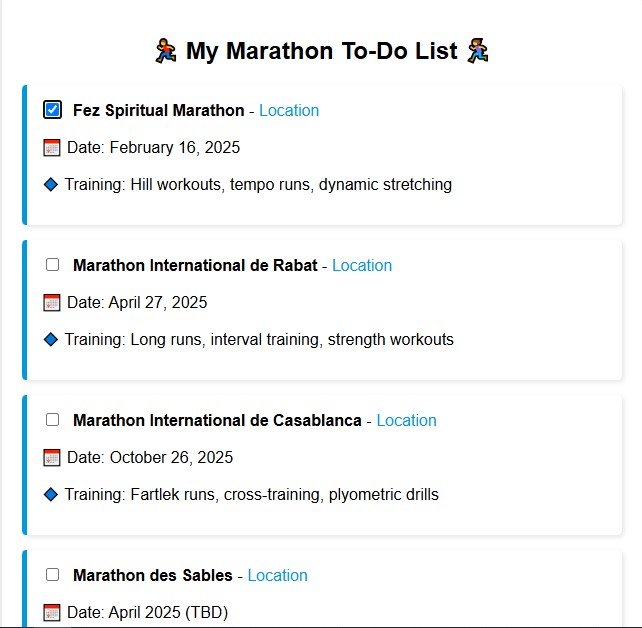 My Marathon To-Do List
Fez Spiritual Marathon - Location
Date: February 16, 2025
Training: Hill workouts, tempo runs, dynamic stretching
Marathon International de Rabat - Location
Date: April 27, 2025
Training: Long runs, interval training, strength workouts
Marathon International de Casablanca - Location
Date: October 26, 2025
Training: Fartlek runs, cross-training, plyometric drills
Marathon des Sables - Location
Date: April 2025 (TBD)